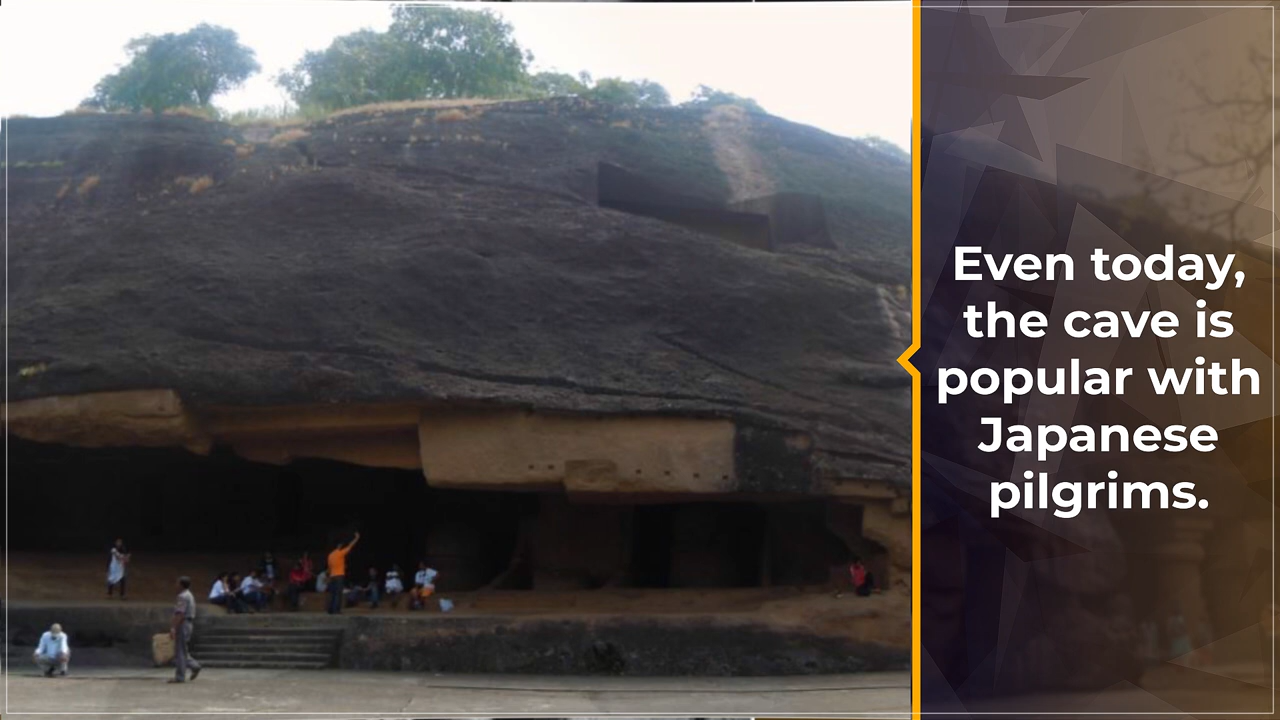 Even today,
the cave is
popular with
Japanese
pilgrims.